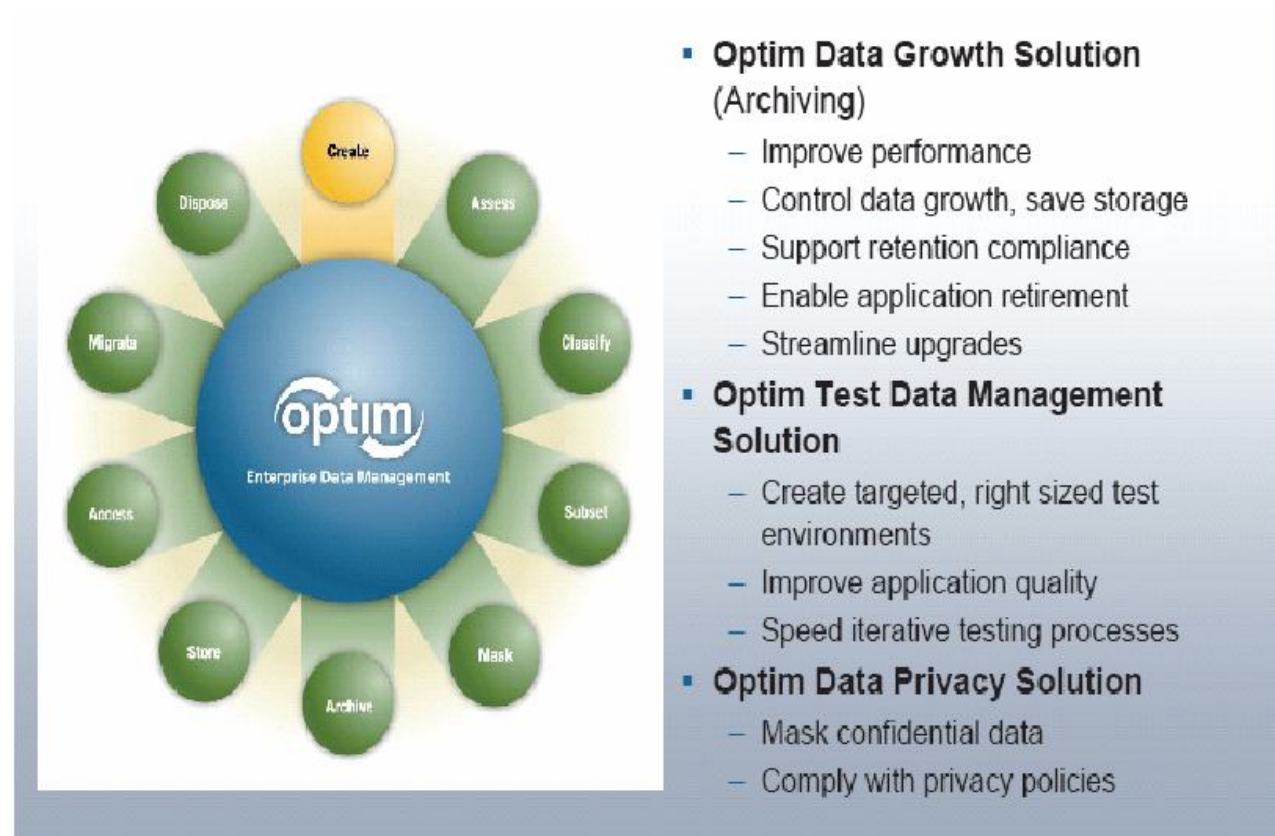 Create
Assess
Classify
Subset
Mask
Archive
Store
Access
Migrate
Dispose
optim
Enterprise Data Management
▪ Optim Data Growth Solution
(Archiving)
– Improve performance
– Control data growth, save storage
– Support retention compliance
– Enable application retirement
– Streamline upgrades
▪ Optim Test Data Management
Solution
– Create targeted, right sized test
environments
– Improve application quality
– Speed iterative testing processes
▪ Optim Data Privacy Solution
– Mask confidential data
– Comply with privacy policies